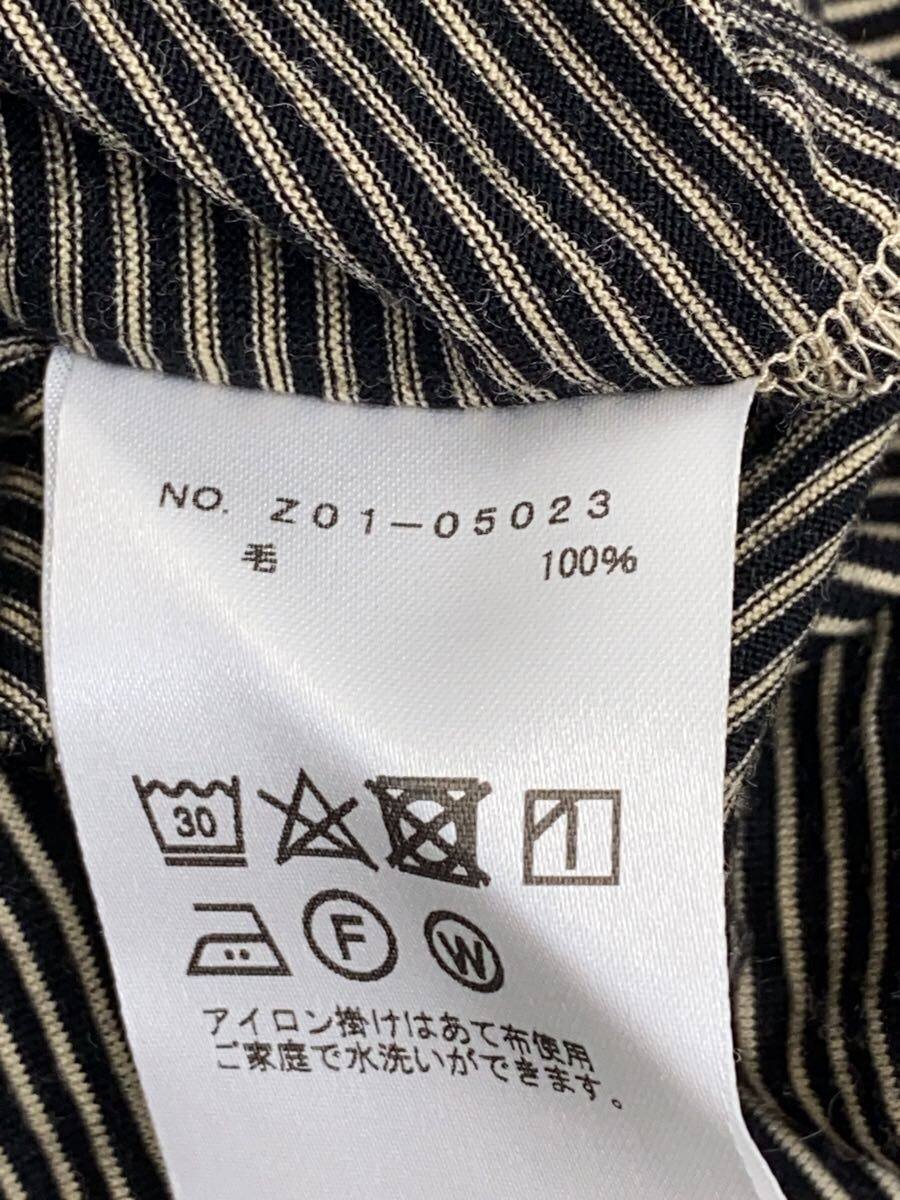 NO. Z01-05023
毛 100%
30
F W
アイロン掛けはあて布使用
ご家庭で水洗いができます。